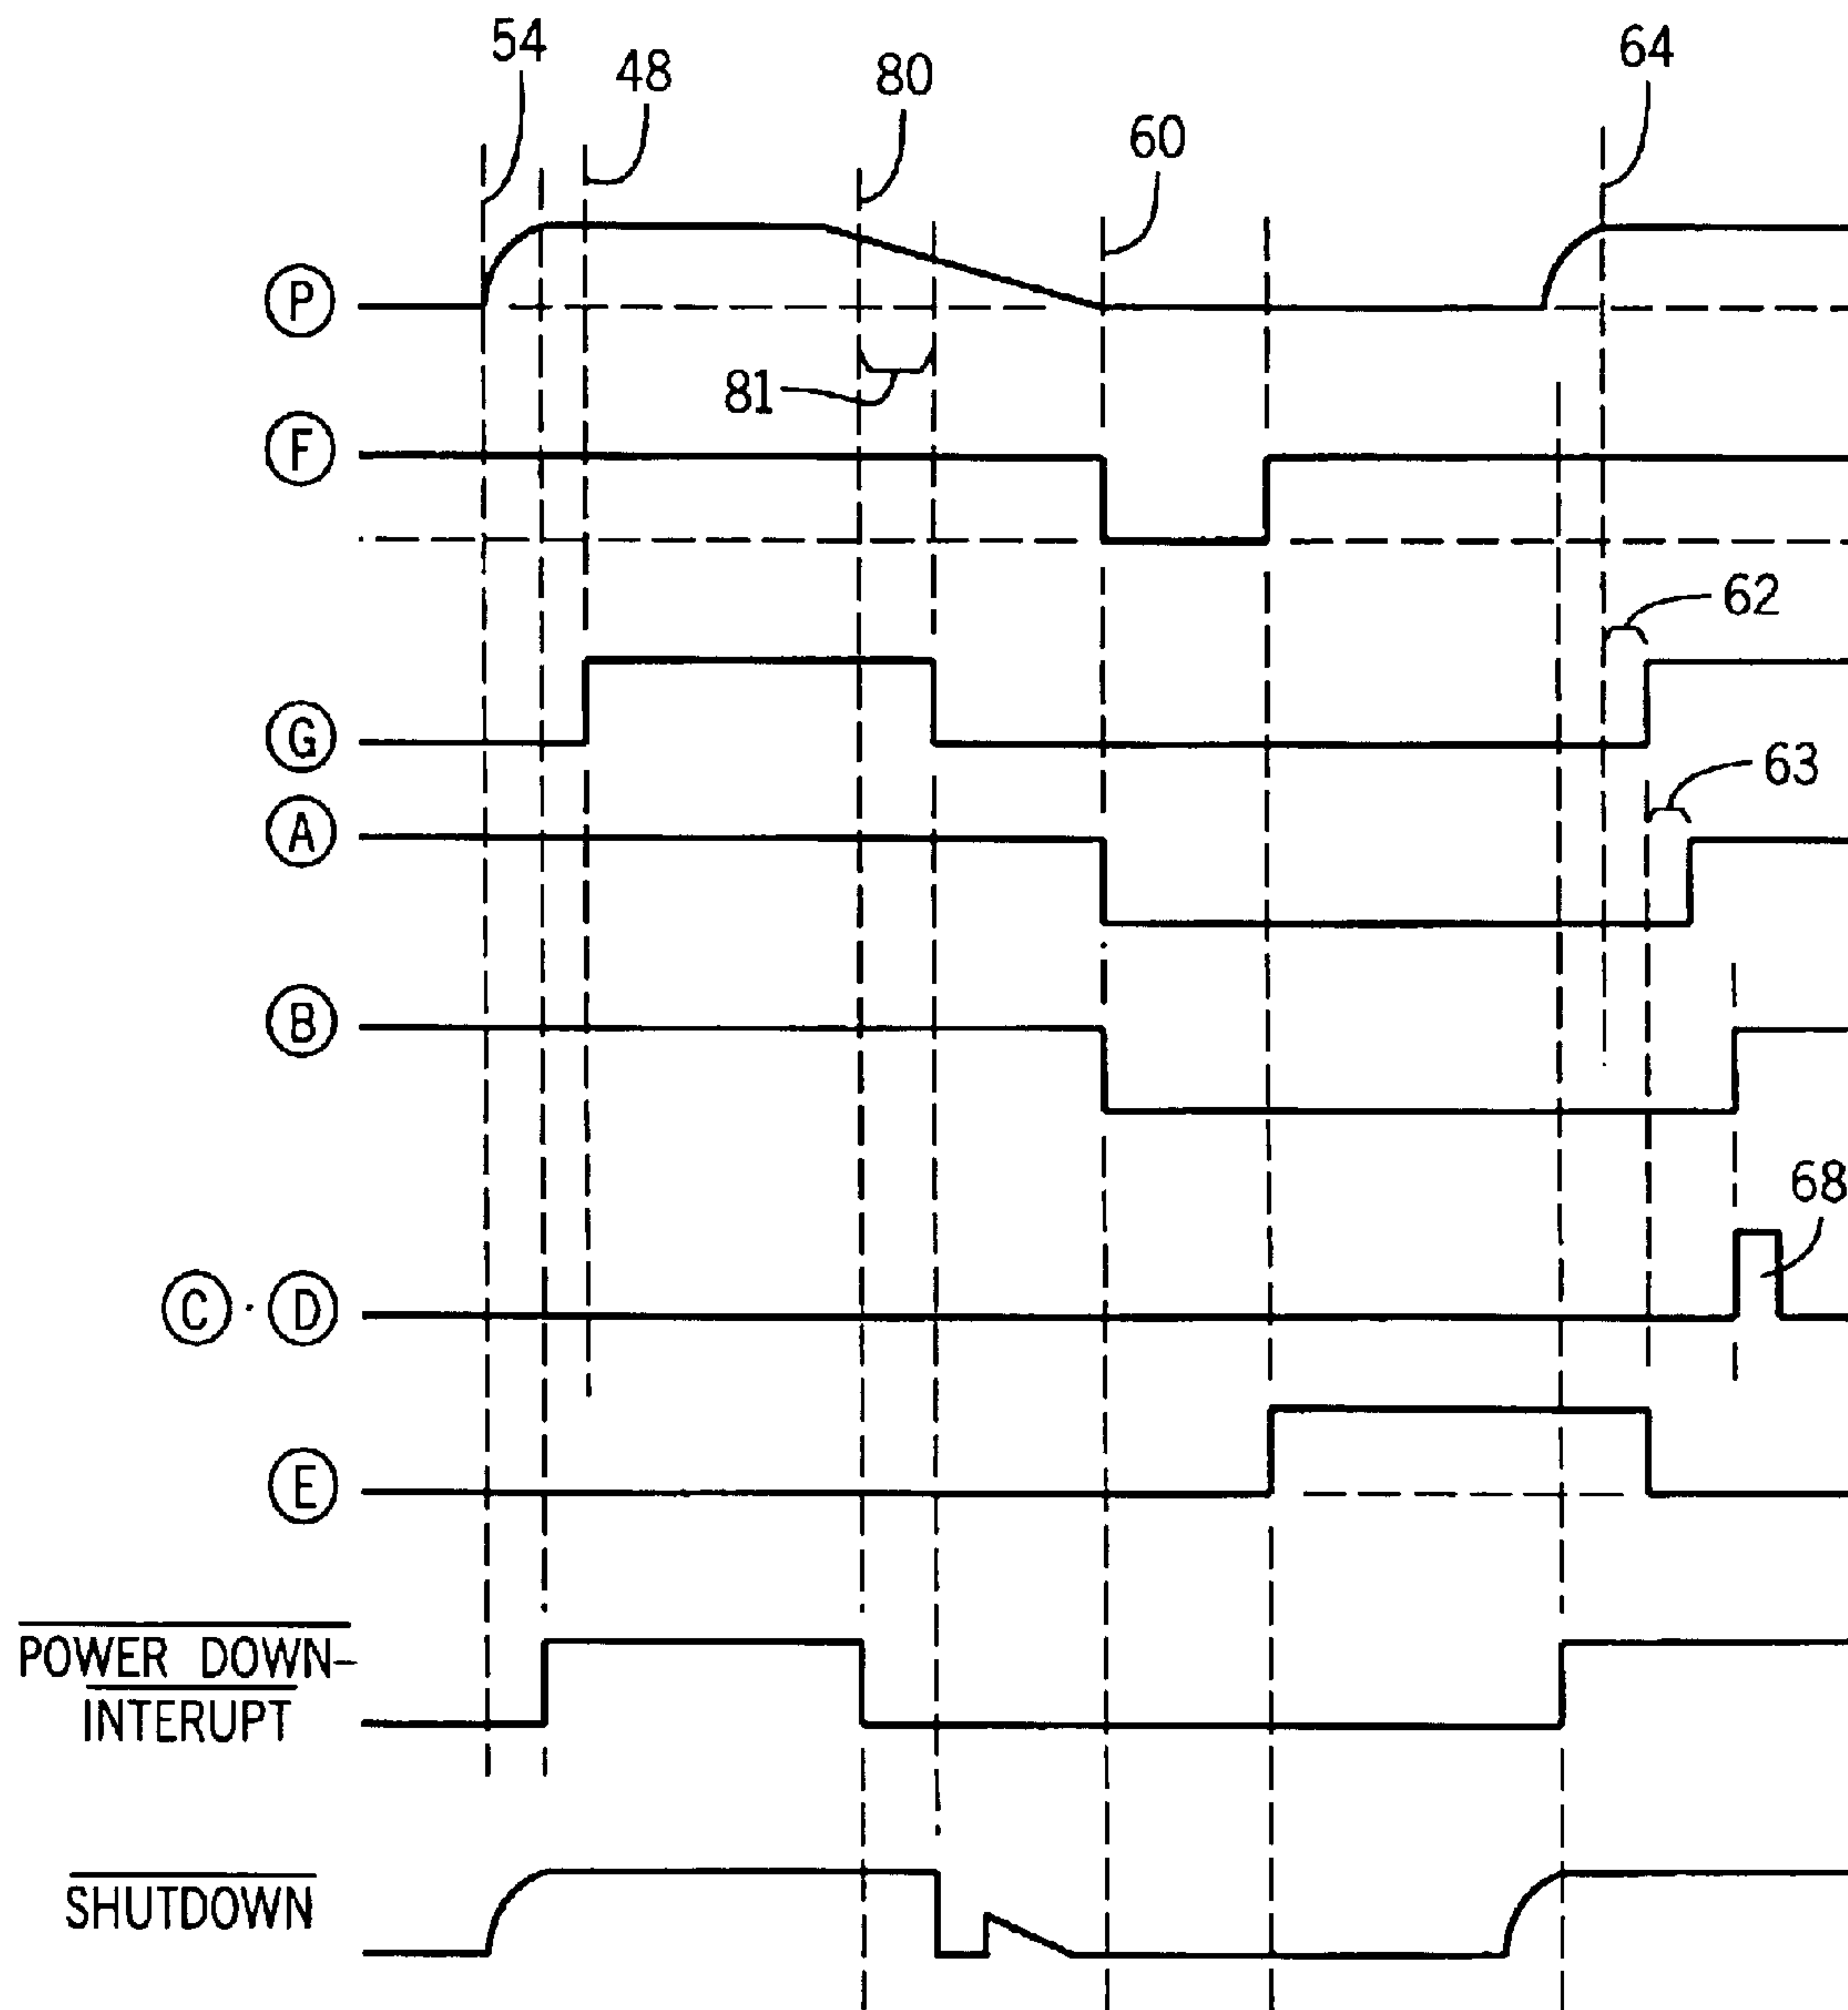 54
48
80
60
64
P
81
F
62
G
63
A
B
68
C · D
E
POWER DOWN-
INTERUPT
SHUTDOWN